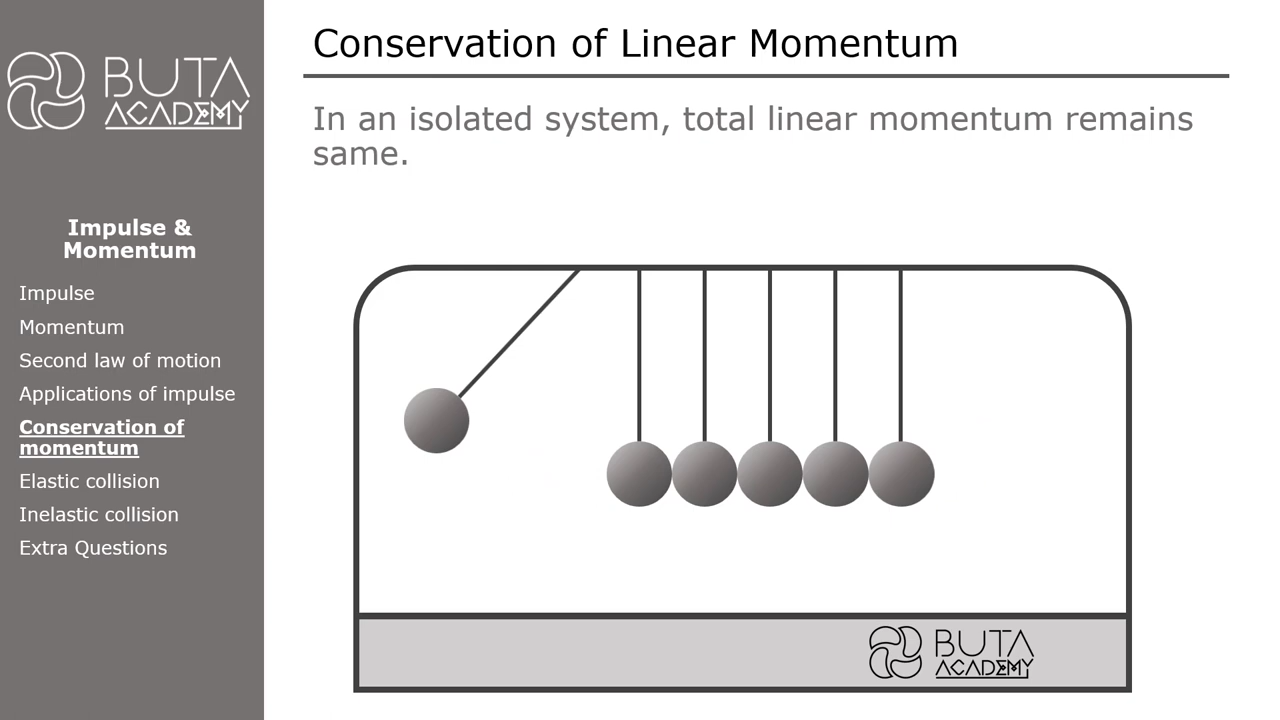 BUTA
ACADEMY
Impulse &
Momentum
Impulse
Momentum
Second law of motion
Applications of impulse
Conservation of
momentum
Elastic collision
Inelastic collision
Extra Questions
Conservation of Linear Momentum
In an isolated system, total linear momentum remains
same.
BUTA
ACADEMY